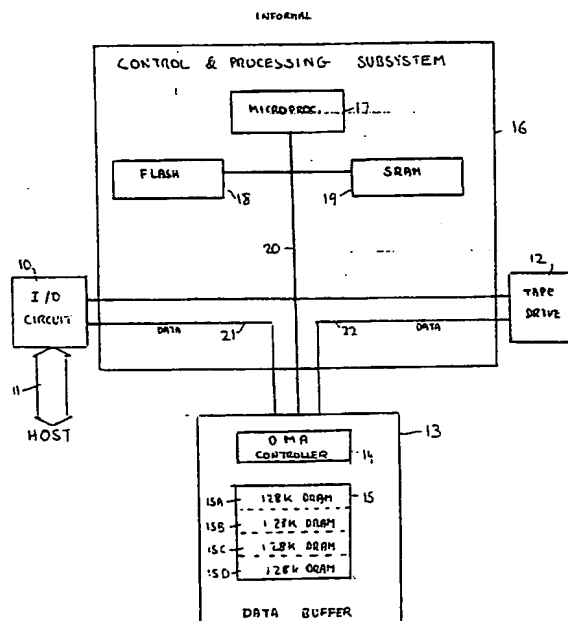 INFORMAL
CONTROL & PROCESSING SUBSYSTEM
MICROPROC.
17
16
FLASH
18
SRAM
19
20
10
I/O
CIRCUIT
12
TAPE
DRIVE
DATA
21
22
DATA
11
HOST
13
DMA
CONTROLLER
14
15A
128K DRAM
15
15B
128K DRAM
15C
128K DRAM
15D
128K DRAM
DATA BUFFER